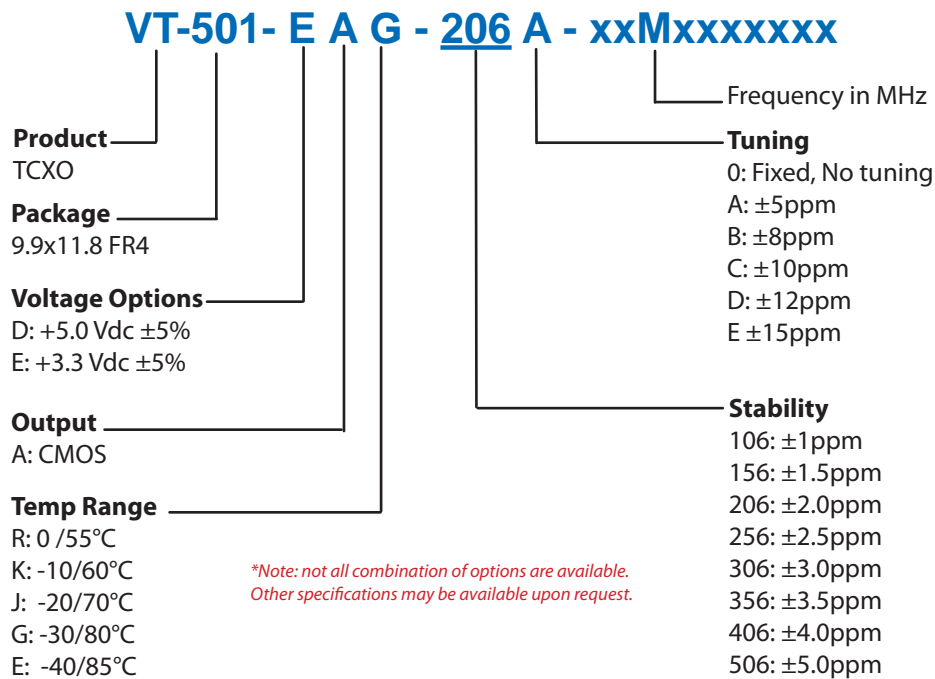 VT-501- E A G - 206 A - xxMxxxxxxx
Product
TCXO
Package
9.9x11.8 FR4
Voltage Options
D: +5.0 Vdc ±5%
E: +3.3 Vdc ±5%
Output
A: CMOS
Temp Range
R: 0 /55°C
K: -10/60°C
J: -20/70°C
G: -30/80°C
E: -40/85°C
*Note: not all combination of options are available.
Other specifications may be available upon request.
Frequency in MHz
Tuning
0: Fixed, No tuning
A: ±5ppm
B: ±8ppm
C: ±10ppm
D: ±12ppm
E ±15ppm
Stability
106: ±1ppm
156: ±1.5ppm
206: ±2.0ppm
256: ±2.5ppm
306: ±3.0ppm
356: ±3.5ppm
406: ±4.0ppm
506: ±5.0ppm